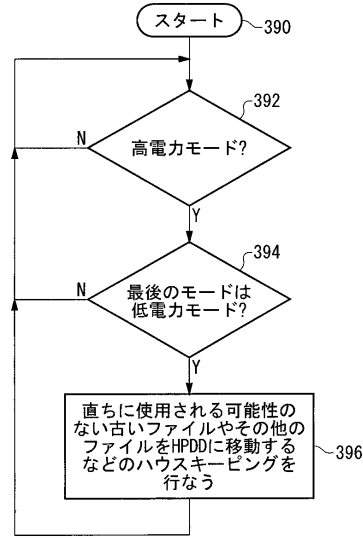 スタート
390
392
高電力モード?
N
Y
394
最後のモードは
低電力モード?
N
Y
直ちに使用される可能性の
ない古いファイルやその他の
ファイルをHPDDに移動する
などのハウスキーピングを
行なう
396